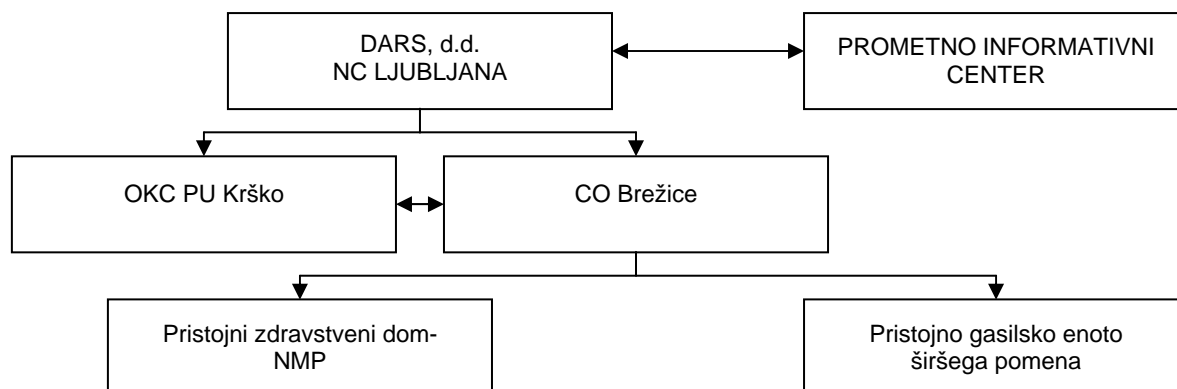 DARS, d.d.
NC LJUBLJANA
PROMETNO INFORMATIVNI
CENTER
OKC PU Krško
CO Brežice
Pristojni zdravstveni dom-
NMP
Pristojno gasilsko enoto
širšega pomena